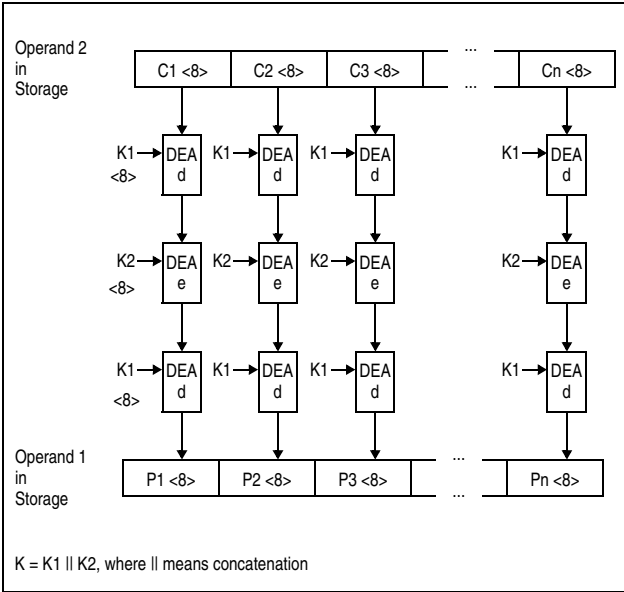 Operand 2
in
Storage
...
C1 <8> C2 <8> C3 <8> Cn <8>
...
K1 DEA K1 DEA K1 DEA K1 DEA
<8> d d d d
K2 DEA K2 DEA K2 DEA K2 DEA
<8> e e e e
K1 DEA K1 DEA K1 DEA K1 DEA
<8> d d d d
Operand 1
in
Storage
...
P1 <8> P2 <8> P3 <8> Pn <8>
...
K = K1 || K2, where || means concatenation